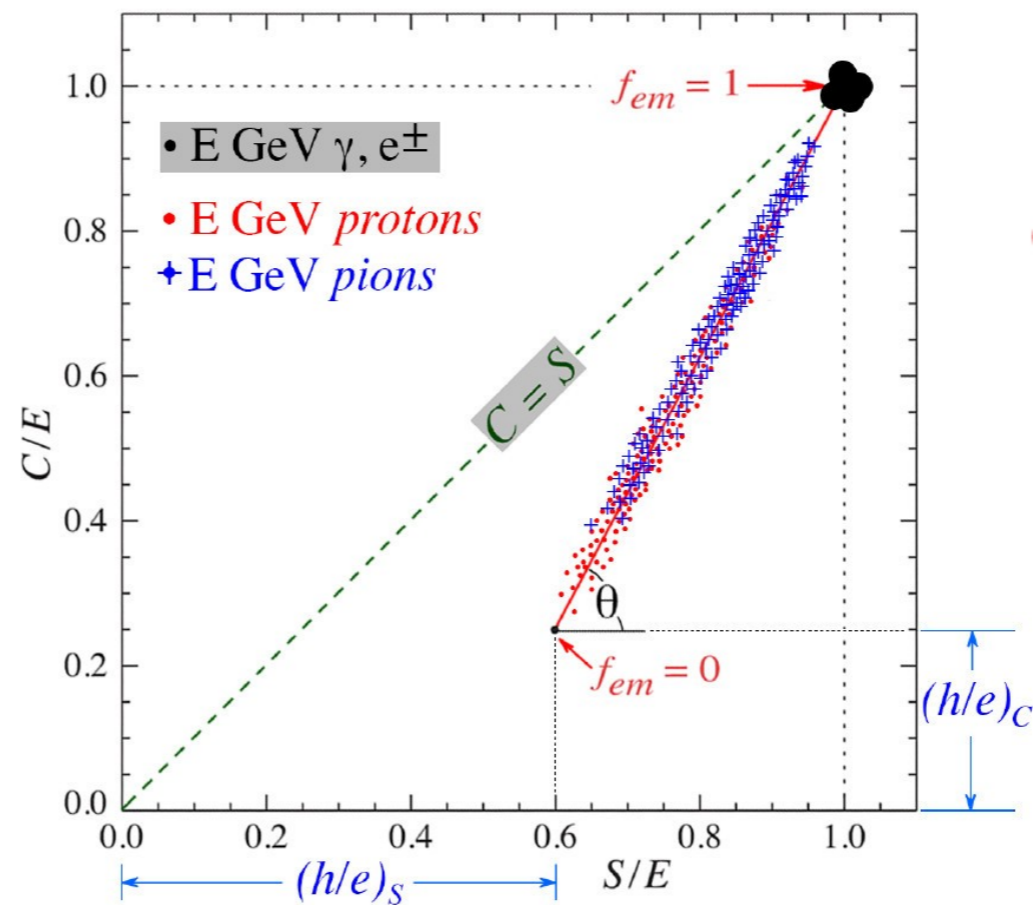 1.0
0.8
0.6
0.4
0.2
0.0
C/E
f_em = 1
• E GeV γ, e±
• E GeV protons
+ E GeV pions
C = S
θ
f_em = 0
(h/e)_C
0.0 0.2 0.4 0.6 0.8 1.0
(h/e)_S
S/E